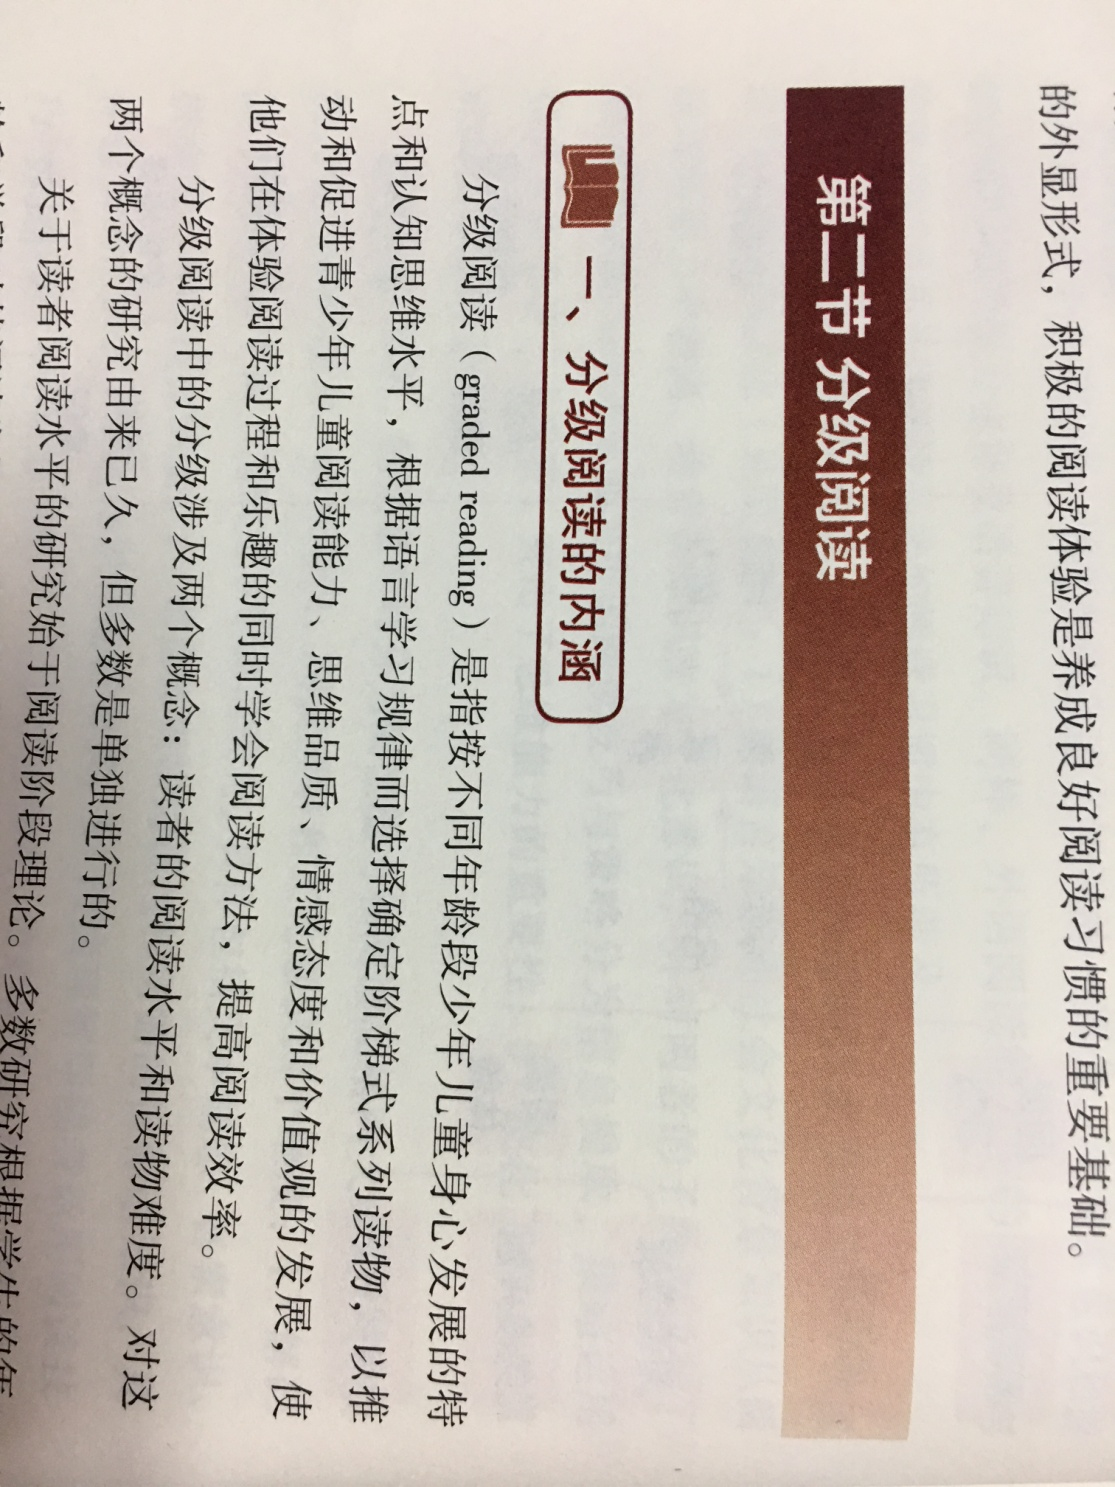 的外显形式，积极的阅读体验是养成良好阅读习惯的重要基础。
第二节 分级阅读
一、分级阅读的内涵
分级阅读（graded reading）是指按不同年龄段少年儿童身心发展的特
点和认知思维水平，根据语言学习规律而选择确定阶梯式系列读物，以推
动和促进青少年儿童阅读能力、思维品质、情感态度和价值观的发展，使
他们在体验阅读过程和乐趣的同时学会阅读方法，提高阅读效率。
分级阅读中的分级涉及两个概念：读者的阅读水平和读物难度。对这
两个概念的研究由来已久，但多数是单独进行的。
关于读者阅读水平的研究始于阅读阶段理论。多数研究根据学生的年